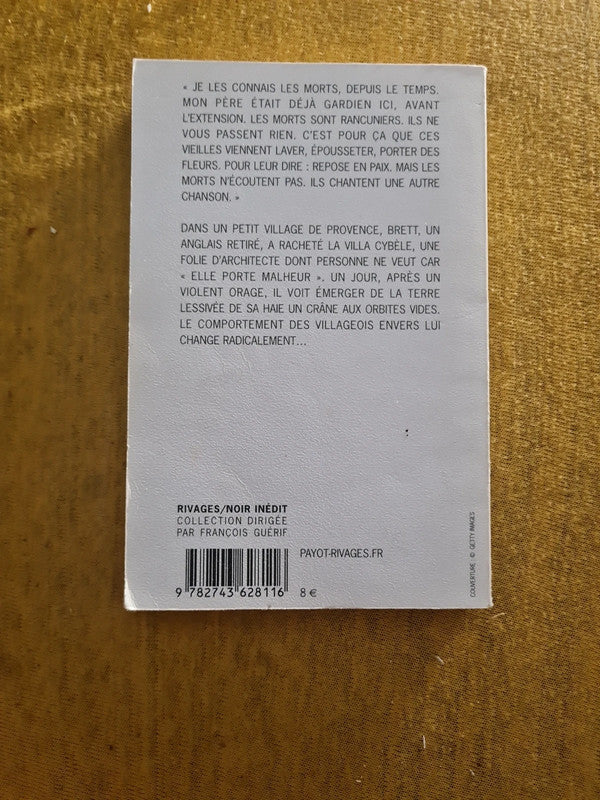 « JE LES CONNAIS LES MORTS, DEPUIS LE TEMPS.
MON PÈRE ÉTAIT DÉJÀ GARDIEN ICI, AVANT
L'EXTENSION. LES MORTS SONT RANCUNIERS. ILS NE
VOUS PASSENT RIEN. C'EST POUR ÇA QUE CES
VIEILLES VIENNENT LAVER, ÉPOUSSETER, PORTER DES
FLEURS. POUR LEUR DIRE : REPOSE EN PAIX. MAIS LES
MORTS N'ÉCOUTENT PAS. ILS CHANTENT UNE AUTRE
CHANSON. »
DANS UN PETIT VILLAGE DE PROVENCE, BRETT, UN
ANGLAIS RETIRÉ, A RACHETÉ LA VILLA CYBÈLE, UNE
FOLIE D'ARCHITECTE DONT PERSONNE NE VEUT CAR
« ELLE PORTE MALHEUR ». UN JOUR, APRÈS UN
VIOLENT ORAGE, IL VOIT ÉMERGER DE LA TERRE
LESSIVÉE DE SA HAIE UN CRÂNE AUX ORBITES VIDES.
LE COMPORTEMENT DES VILLAGEOIS ENVERS LUI
CHANGE RADICALEMENT...
RIVAGES/NOIR INÉDIT
COLLECTION DIRIGÉE
PAR FRANÇOIS GUÉRIF
PAYOT-RIVAGES.FR
9 782743 628116
8 €
COUVERTURE : © GETTY IMAGES